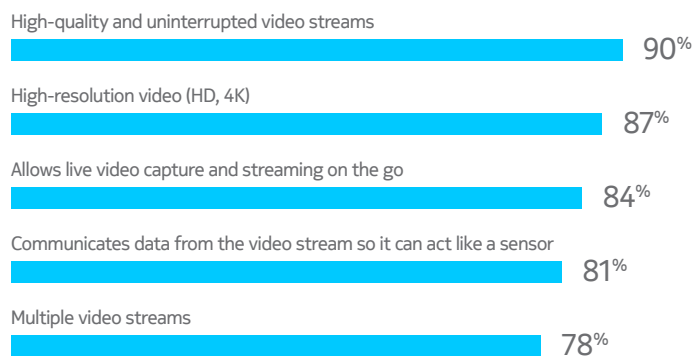 High-quality and uninterrupted video streams
90%
High-resolution video (HD, 4K)
87%
Allows live video capture and streaming on the go
84%
Communicates data from the video stream so it can act like a sensor
81%
Multiple video streams
78%